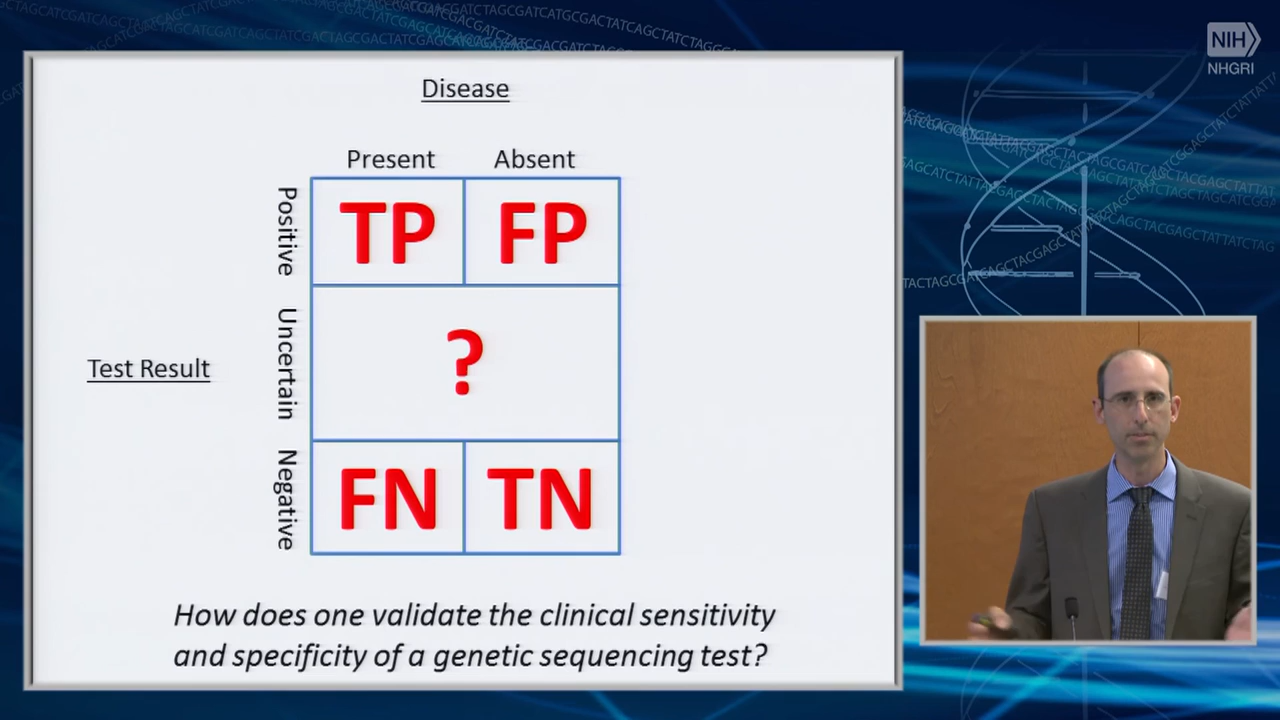 NIH
NHGRI
Disease
Present Absent
Positive
TP FP
Test Result
Uncertain
?
Negative
FN TN
How does one validate the clinical sensitivity
and specificity of a genetic sequencing test?